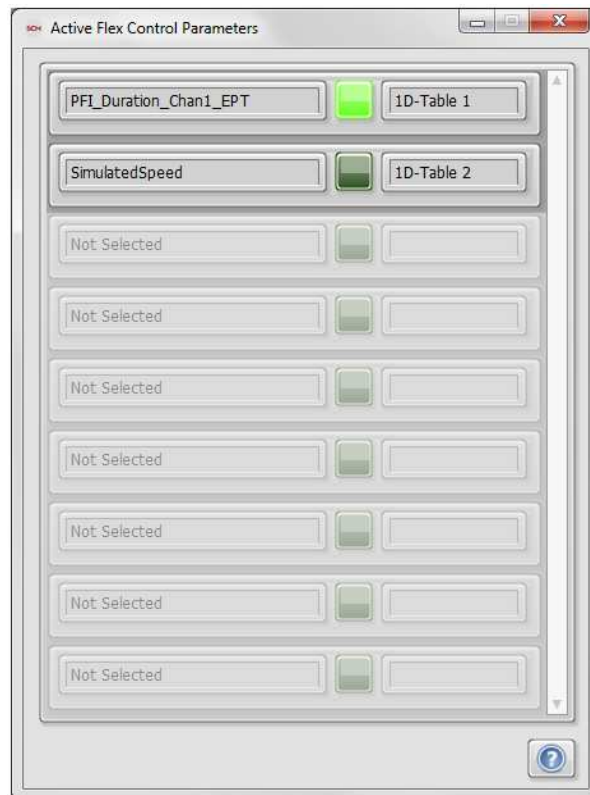 SCH Active Flex Control Parameters
PFI_Duration_Chan1_EPT 1D-Table 1
SimulatedSpeed 1D-Table 2
Not Selected
Not Selected
Not Selected
Not Selected
Not Selected
Not Selected
Not Selected
?